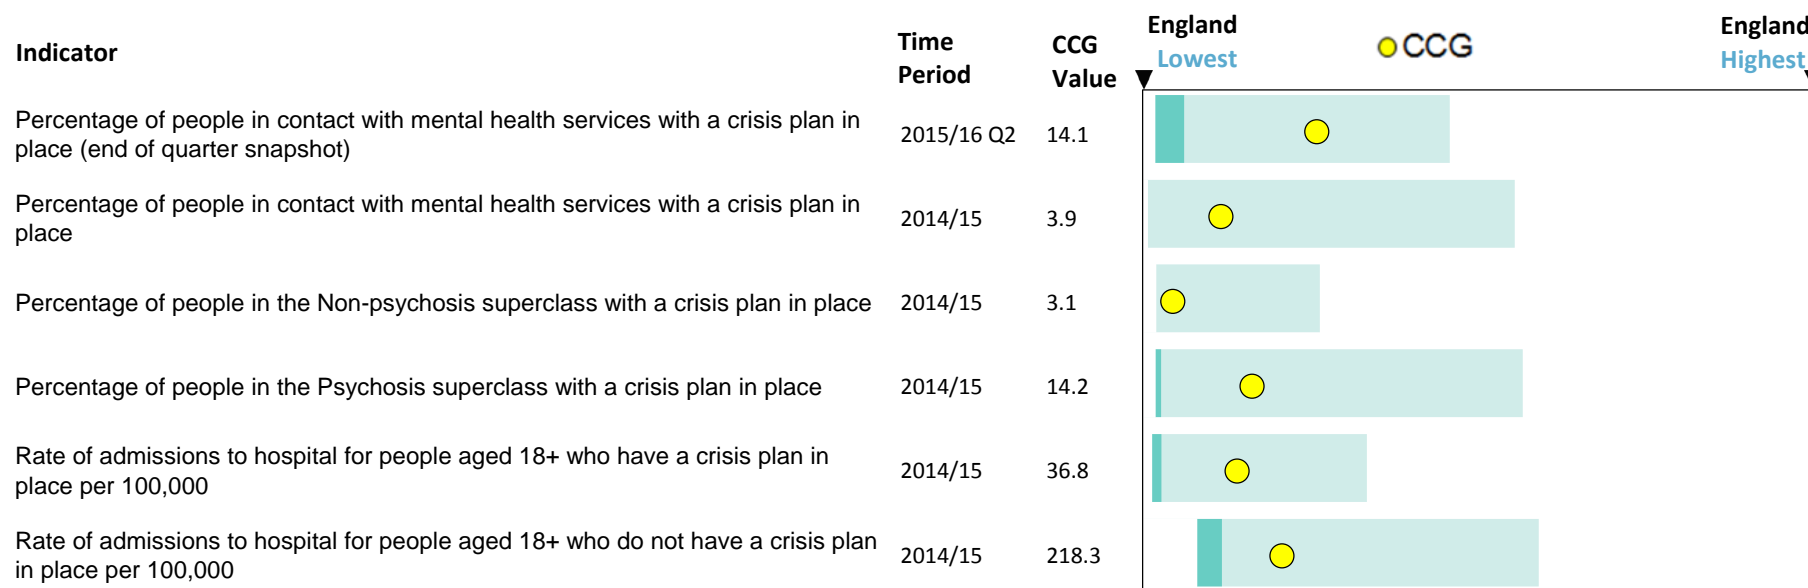 Indicator
Time
Period
CCG
Value
England
Lowest
CCG
England
Highest
Percentage of people in contact with mental health services with a crisis plan in
place (end of quarter snapshot)
2015/16 Q2
14.1
Percentage of people in contact with mental health services with a crisis plan in
place
2014/15
3.9
Percentage of people in the Non-psychosis superclass with a crisis plan in place
2014/15
3.1
Percentage of people in the Psychosis superclass with a crisis plan in place
2014/15
14.2
Rate of admissions to hospital for people aged 18+ who have a crisis plan in
place per 100,000
2014/15
36.8
Rate of admissions to hospital for people aged 18+ who do not have a crisis plan
in place per 100,000
2014/15
218.3